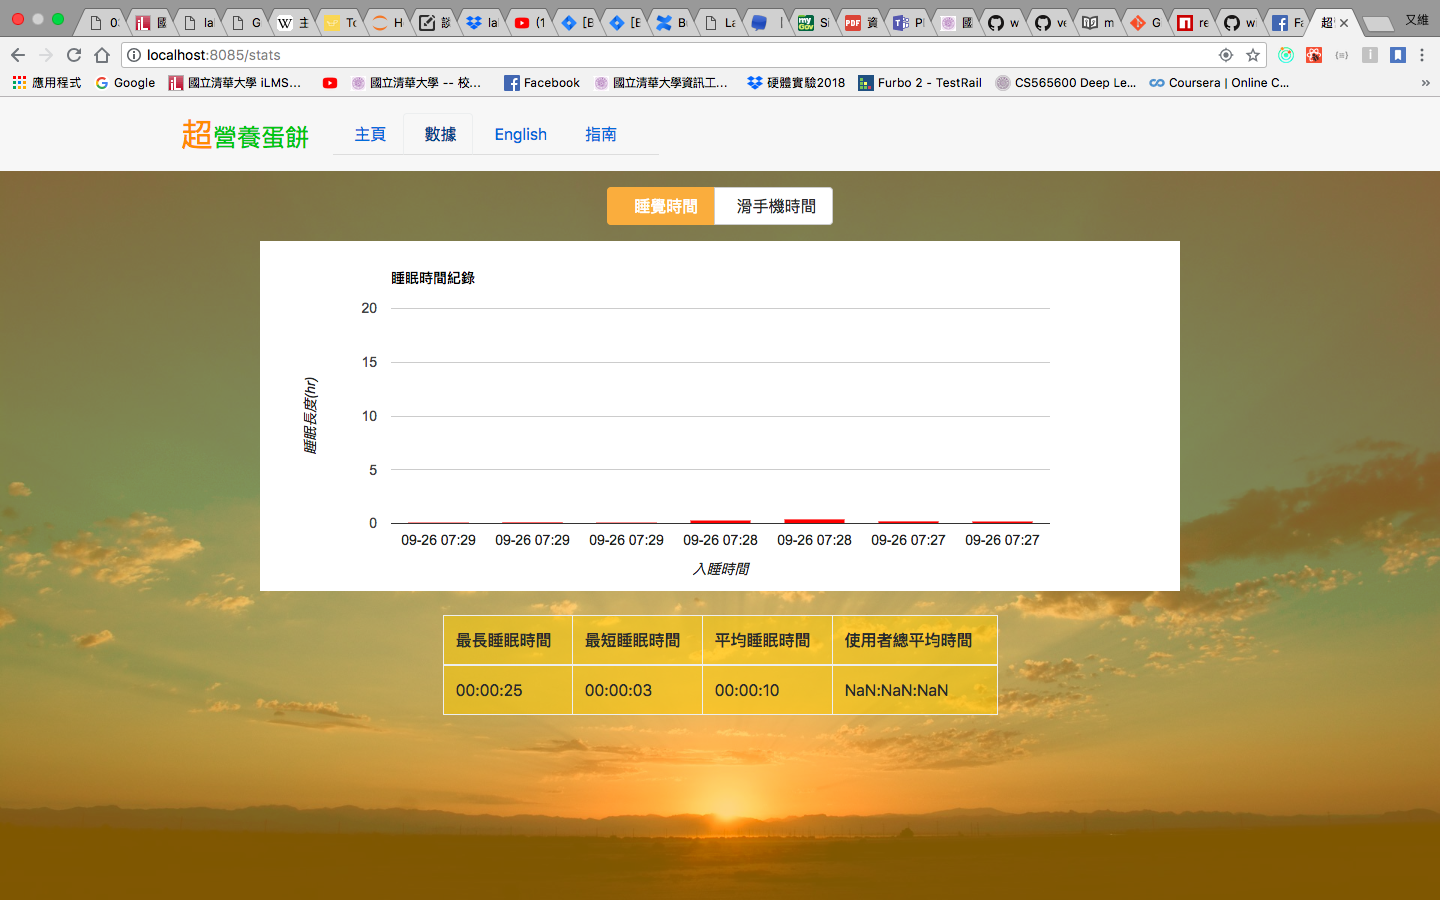 又維
localhost:8085/stats
應用程式 Google 國立清華大學 iLMS… 國立清華大學 -- 校… Facebook 國立清華大學資訊工… 硬體實驗2018 Furbo 2 - TestRail CS565600 Deep Le… Coursera | Online C… »
超營養蛋餅 主頁 數據 English 指南
睡覺時間 滑手機時間
睡眠時間紀錄
睡眠長度(hr)
20
15
10
5
0
09-26 07:29 09-26 07:29 09-26 07:29 09-26 07:28 09-26 07:28 09-26 07:27 09-26 07:27
入睡時間
最長睡眠時間 最短睡眠時間 平均睡眠時間 使用者總平均時間
00:00:25 00:00:03 00:00:10 NaN:NaN:NaN